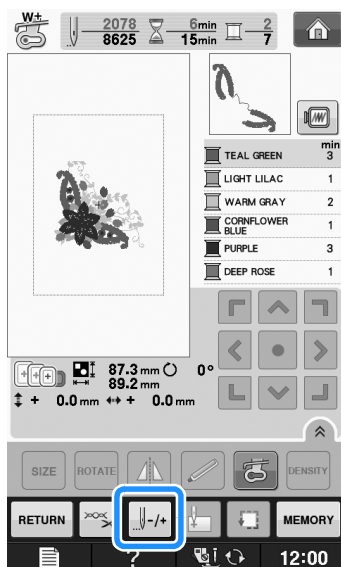 W+
2078 6min 2
8625 15min 7
min
TEAL GREEN 3
LIGHT LILAC 1
WARM GRAY 2
CORNFLOWER
BLUE 1
PURPLE 3
DEEP ROSE 1
87.3 mm 0°
89.2 mm
+ 0.0 mm + 0.0 mm
SIZE ROTATE DENSITY
RETURN -/+ MEMORY
? 12:00